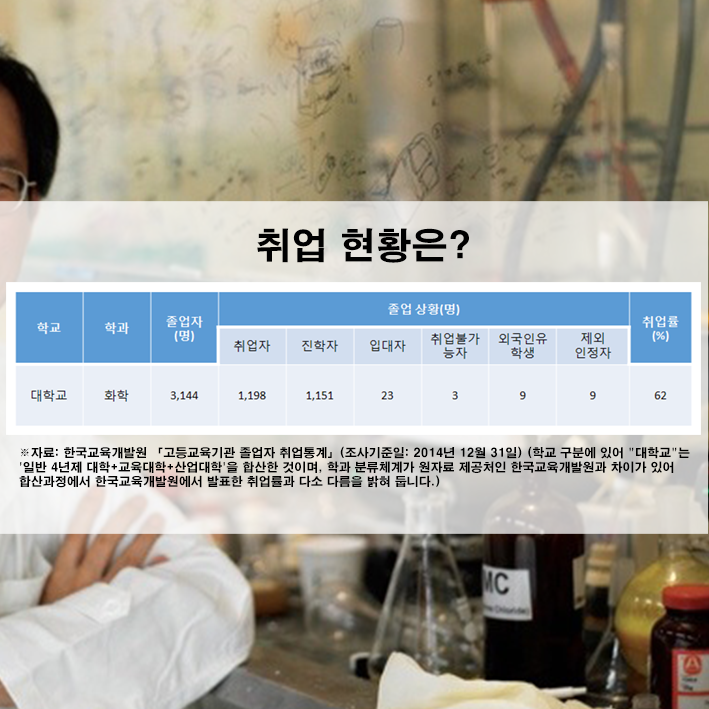 취업 현황은?
학교 학과 졸업자 (명) 졸업 상황(명) 취업률 (%)
취업자 진학자 입대자 취업불가능자 외국인유학생 제외인정자
대학교 화학 3,144 1,198 1,151 23 3 9 9 62
※자료: 한국교육개발원 「고등교육기관 졸업자 취업통계」(조사기준일: 2014년 12월 31일) (학교 구분에 있어 "대학교"는
'일반 4년제 대학+교육대학+산업대학'을 합산한 것이며, 학과 분류체계가 원자료 제공처인 한국교육개발원과 차이가 있어
합산과정에서 한국교육개발원에서 발표한 취업률과 다소 다름을 밝혀 둡니다.)
MC